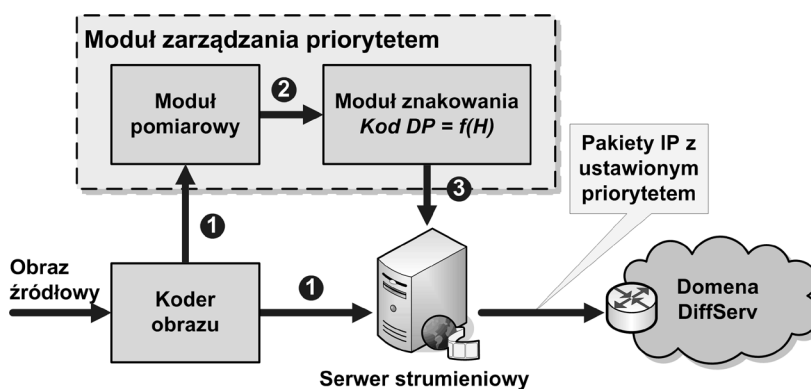 Moduł zarządzania priorytetem
Moduł
pomiarowy
2
Moduł znakowania
Kod DP = f(H)
Pakiety IP z
ustawionym
priorytetem
1
3
Obraz
źródłowy
Koder
obrazu
1
Domena
DiffServ
Serwer strumieniowy